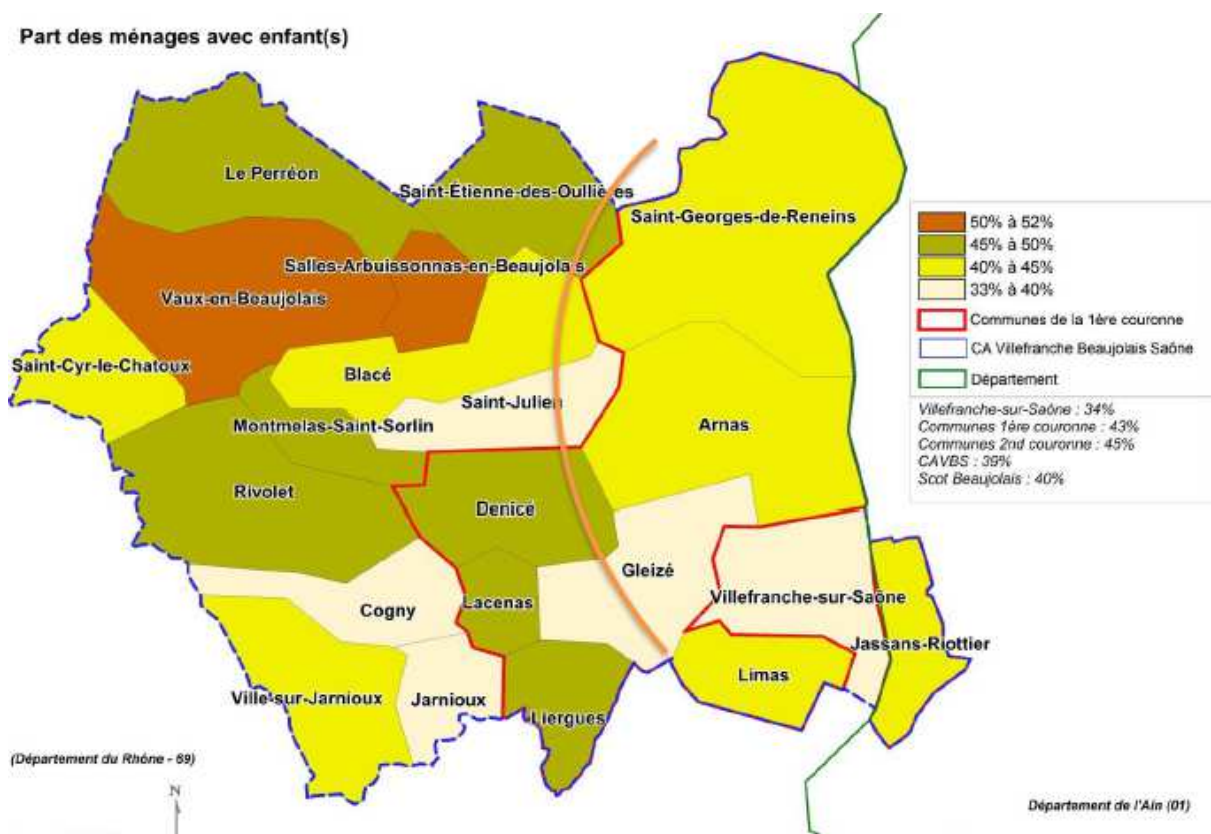 Part des ménages avec enfant(s)
Le Perréon
Saint-Étienne-des-Oullières
Saint-Georges-de-Reneins
Salles-Arbuissonnas-en-Beaujolais
Vaux-en-Beaujolais
Saint-Cyr-le-Chatoux
Blacé
Saint-Julien
Montmelas-Saint-Sorlin
Arnas
Rivolet
Denicé
Gleizé
Villefranche-sur-Saône
Cogny
Lacenas
Jassans-Riottier
Limas
Ville-sur-Jarnioux
Jarnioux
Liergues
50% à 52%
45% à 50%
40% à 45%
33% à 40%
Communes de la 1ère couronne
CA Villefranche Beaujolais Saône
Département
Villefranche-sur-Saône : 34%
Communes 1ère couronne : 43%
Communes 2nd couronne : 45%
CAVBS : 39%
Scot Beaujolais : 40%
(Département du Rhône - 69)
N
Département de l'Ain (01)